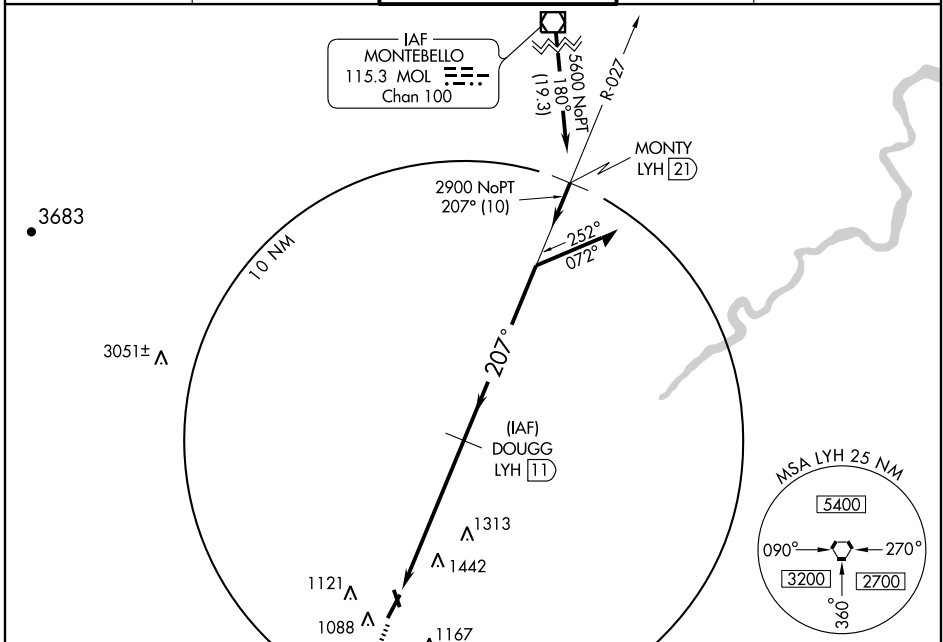 IAF
MONTEBELLO
115.3 MOL
Chan 100
5600 NoPT
180°
(19.3)
R-027
MONTY
LYH 21
2900 NoPT
207° (10)
3683
252°
072°
10 NM
3051±
207°
(IAF)
DOUGG
LYH 11
MSA LYH 25 NM
5400
090°
270°
3200
2700
360°
1313
1442
1121
1088
1167